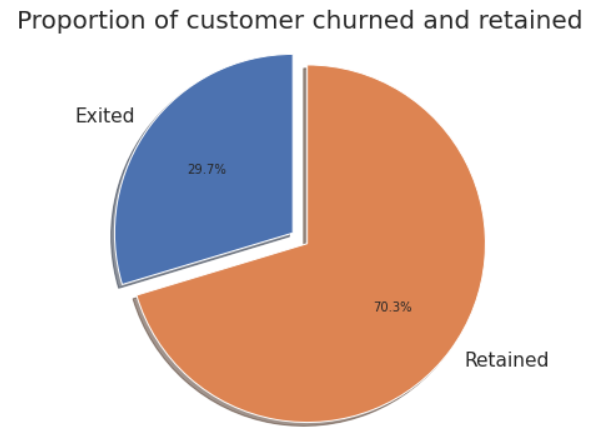 Proportion of customer churned and retained
Exited
29.7%
70.3%
Retained